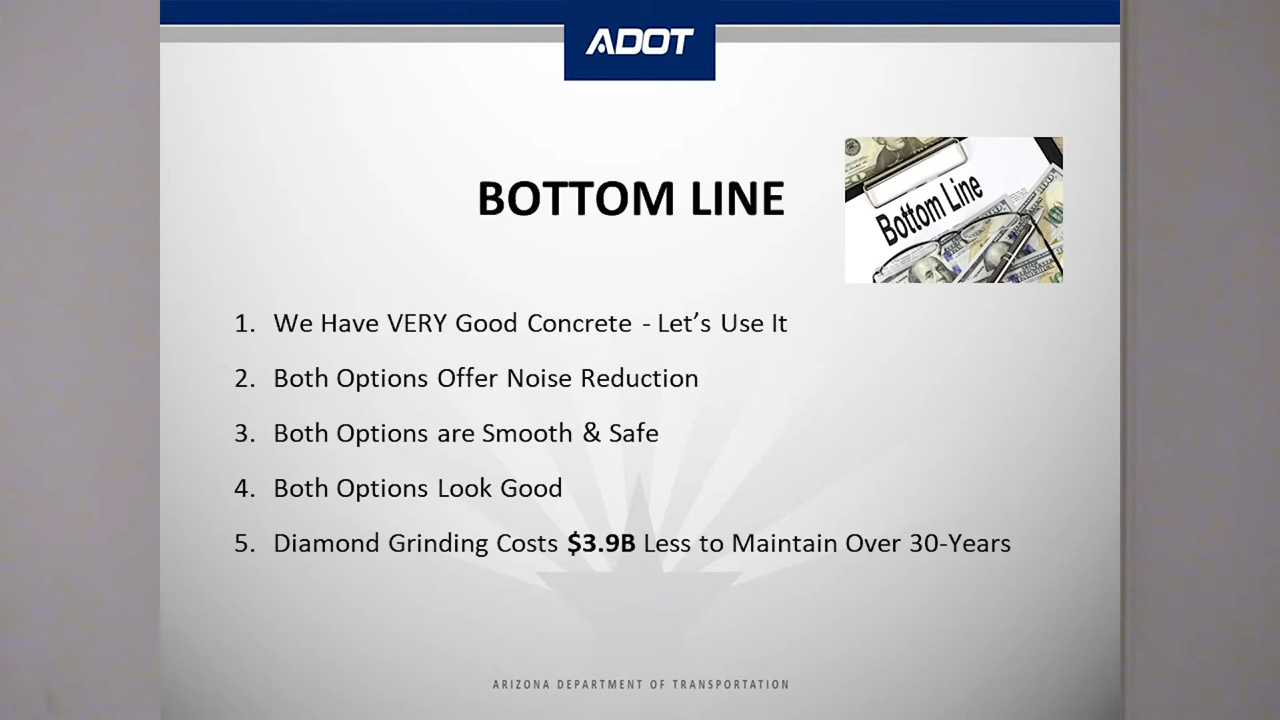 ADOT
BOTTOM LINE
Bottom Line
1. We Have VERY Good Concrete - Let’s Use It
2. Both Options Offer Noise Reduction
3. Both Options are Smooth & Safe
4. Both Options Look Good
5. Diamond Grinding Costs $3.9B Less to Maintain Over 30-Years
ARIZONA DEPARTMENT OF TRANSPORTATION